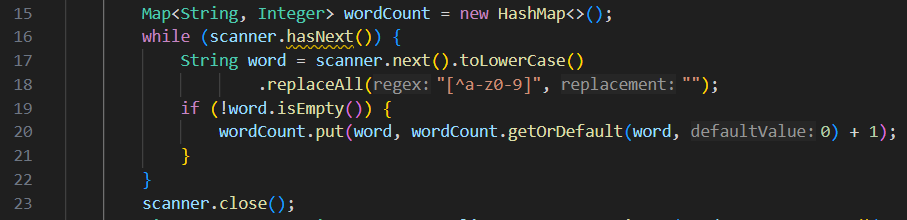 15 Map<String, Integer> wordCount = new HashMap<>();
16 while (scanner.hasNext()) {
17 String word = scanner.next().toLowerCase()
18 .replaceAll(regex: "[^a-z0-9]", replacement: "");
19 if (!word.isEmpty()) {
20 wordCount.put(word, wordCount.getOrDefault(word, defaultValue: 0) + 1);
21 }
22 }
23 scanner.close();